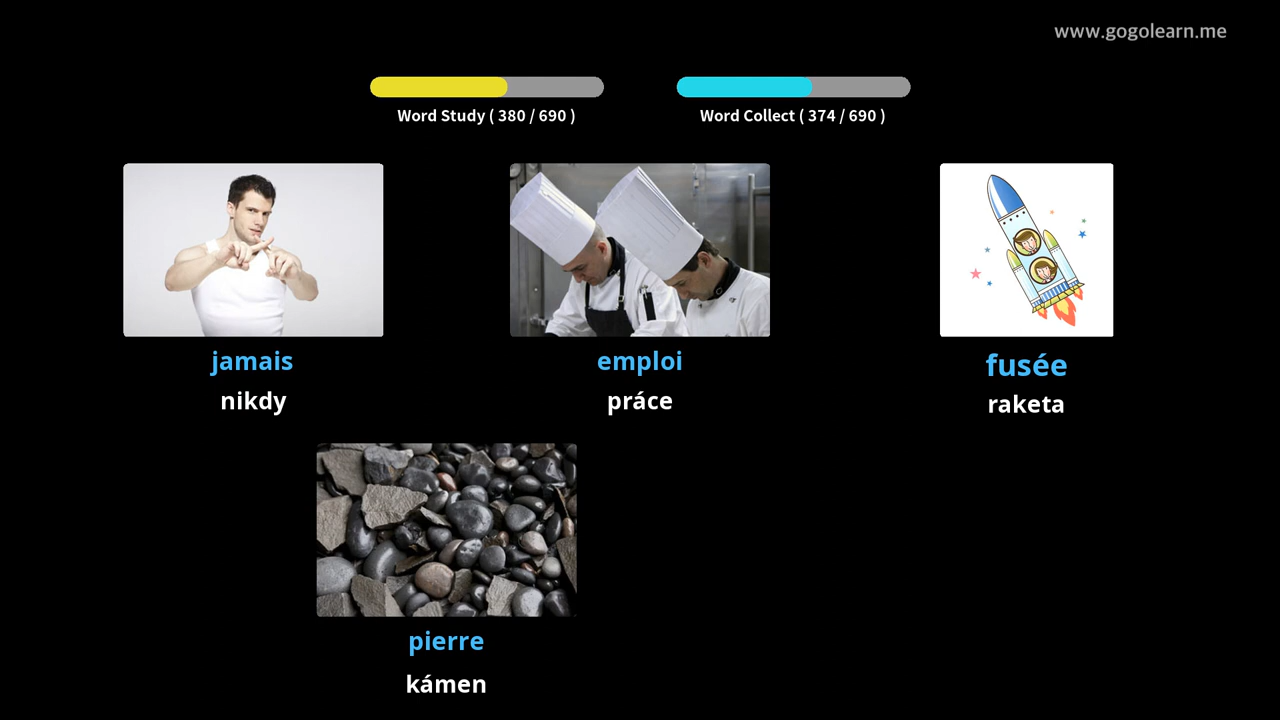 www.gogolearn.me
Word Study ( 380 / 690 )
Word Collect ( 374 / 690 )
jamais
nikdy
emploi
práce
fusée
raketa
pierre
kámen